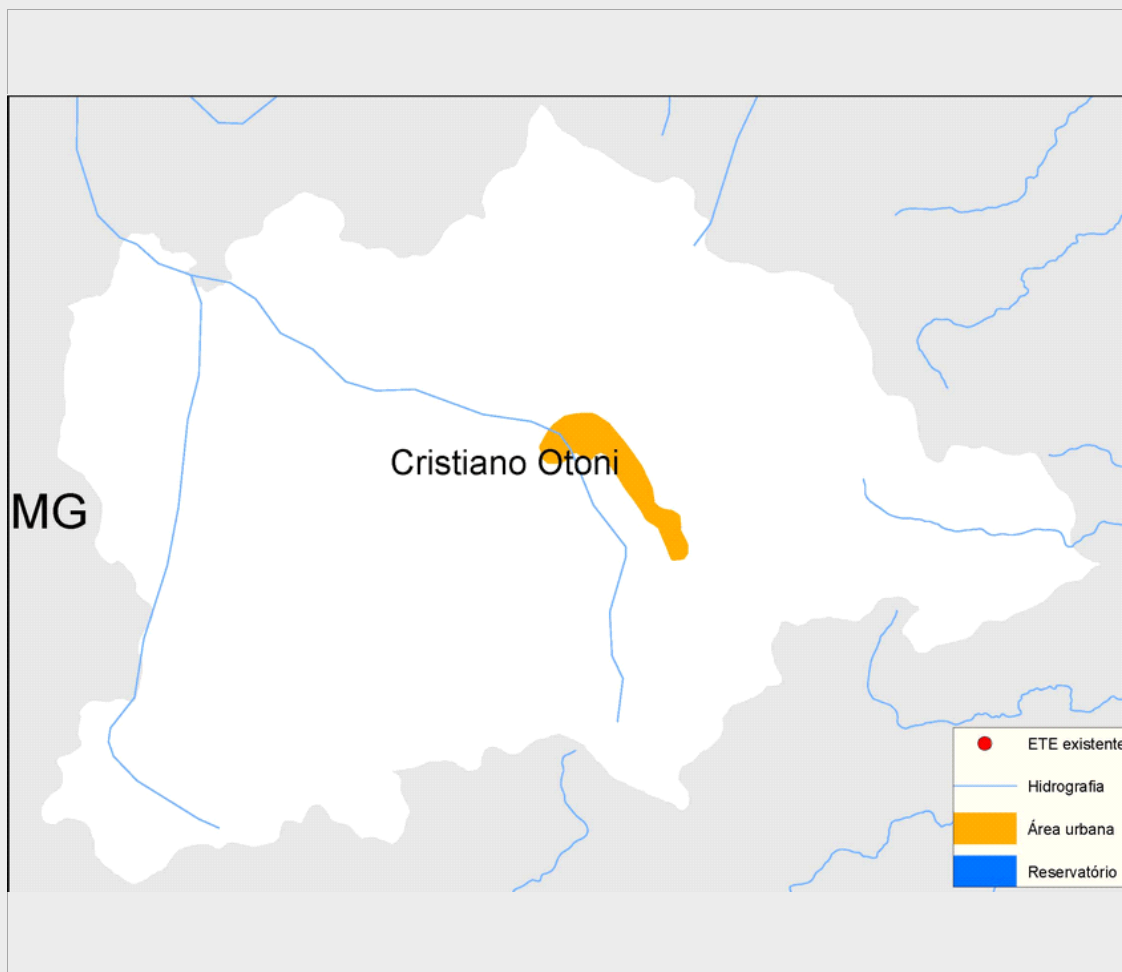 Cristiano Otoni
MG
ETE existente
Hidrografia
Área urbana
Reservatório